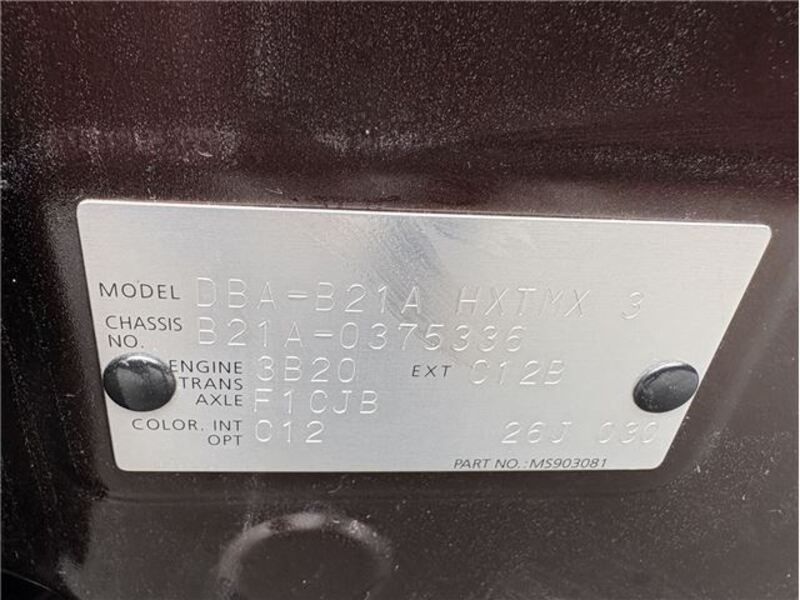 MODEL DBA-B21A HXTMX 3
CHASSIS NO. B21A-0375336
ENGINE 3B20 EXT C12B
TRANS AXLE F1CJB
COLOR. INT OPT 012 26J 030
PART NO.: MS903081